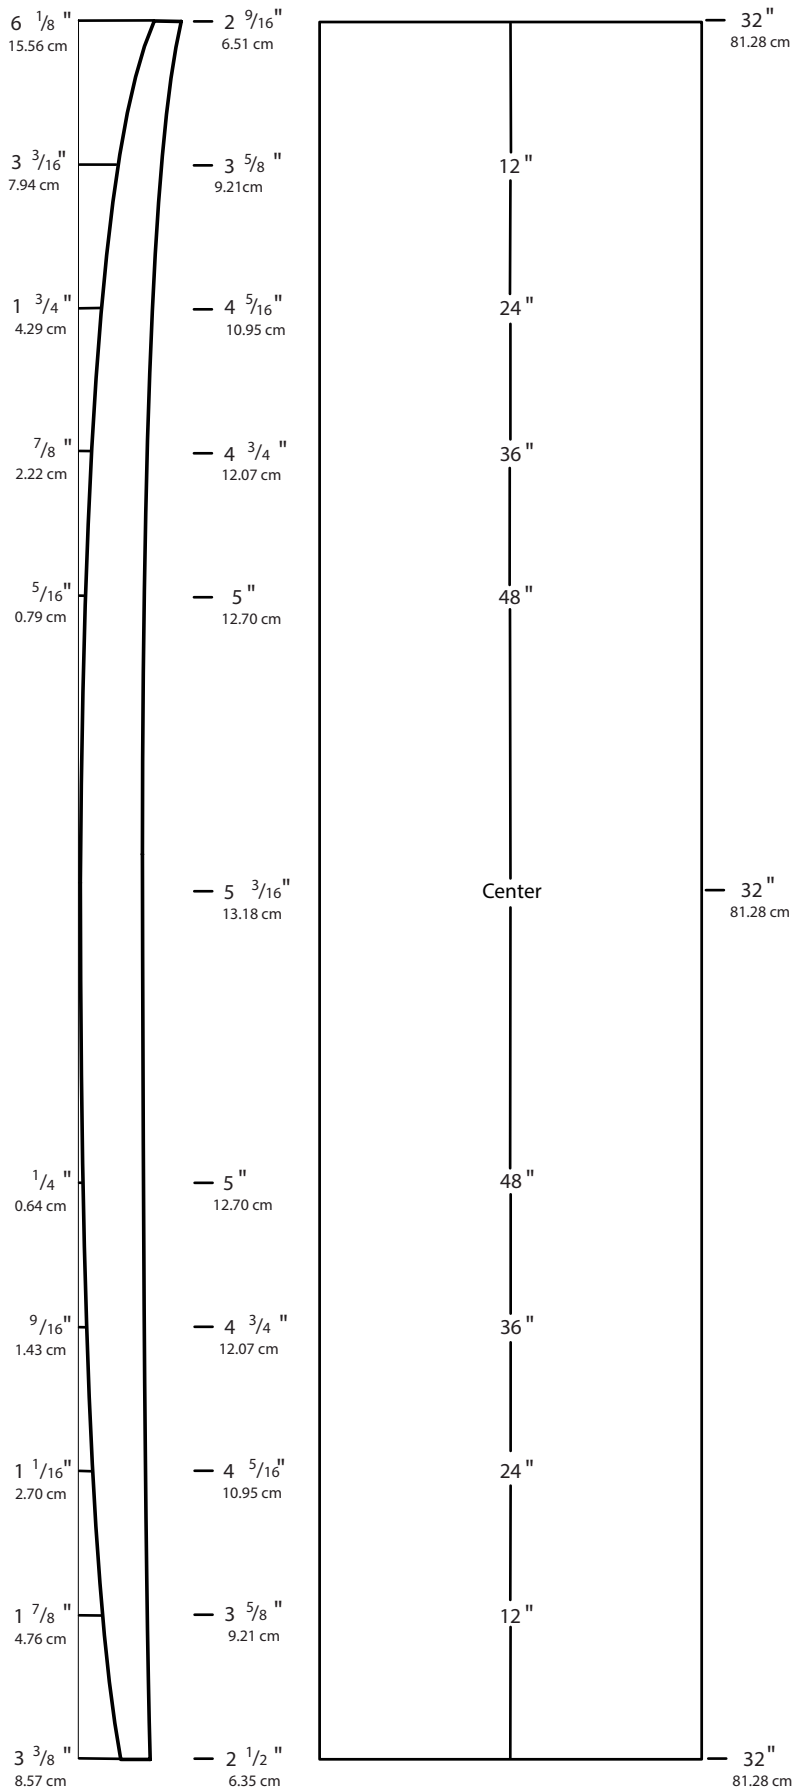 6 1/8 " 2 9/16" 32"
15.56 cm 6.51 cm 81.28 cm
3 3/16" 3 5/8 " 12"
7.94 cm 9.21cm
1 3/4 " 4 5/16" 24"
4.29 cm 10.95 cm
7/8 " 4 3/4 " 36"
2.22 cm 12.07 cm
5/16" 5 " 48"
0.79 cm 12.70 cm
5 3/16" Center 32"
13.18 cm 81.28 cm
1/4 " 5 " 48"
0.64 cm 12.70 cm
9/16" 4 3/4 " 36"
1.43 cm 12.07 cm
1 1/16" 4 5/16" 24"
2.70 cm 10.95 cm
1 7/8 " 3 5/8 " 12"
4.76 cm 9.21 cm
3 3/8 " 2 1/2 " 32"
8.57 cm 6.35 cm 81.28 cm